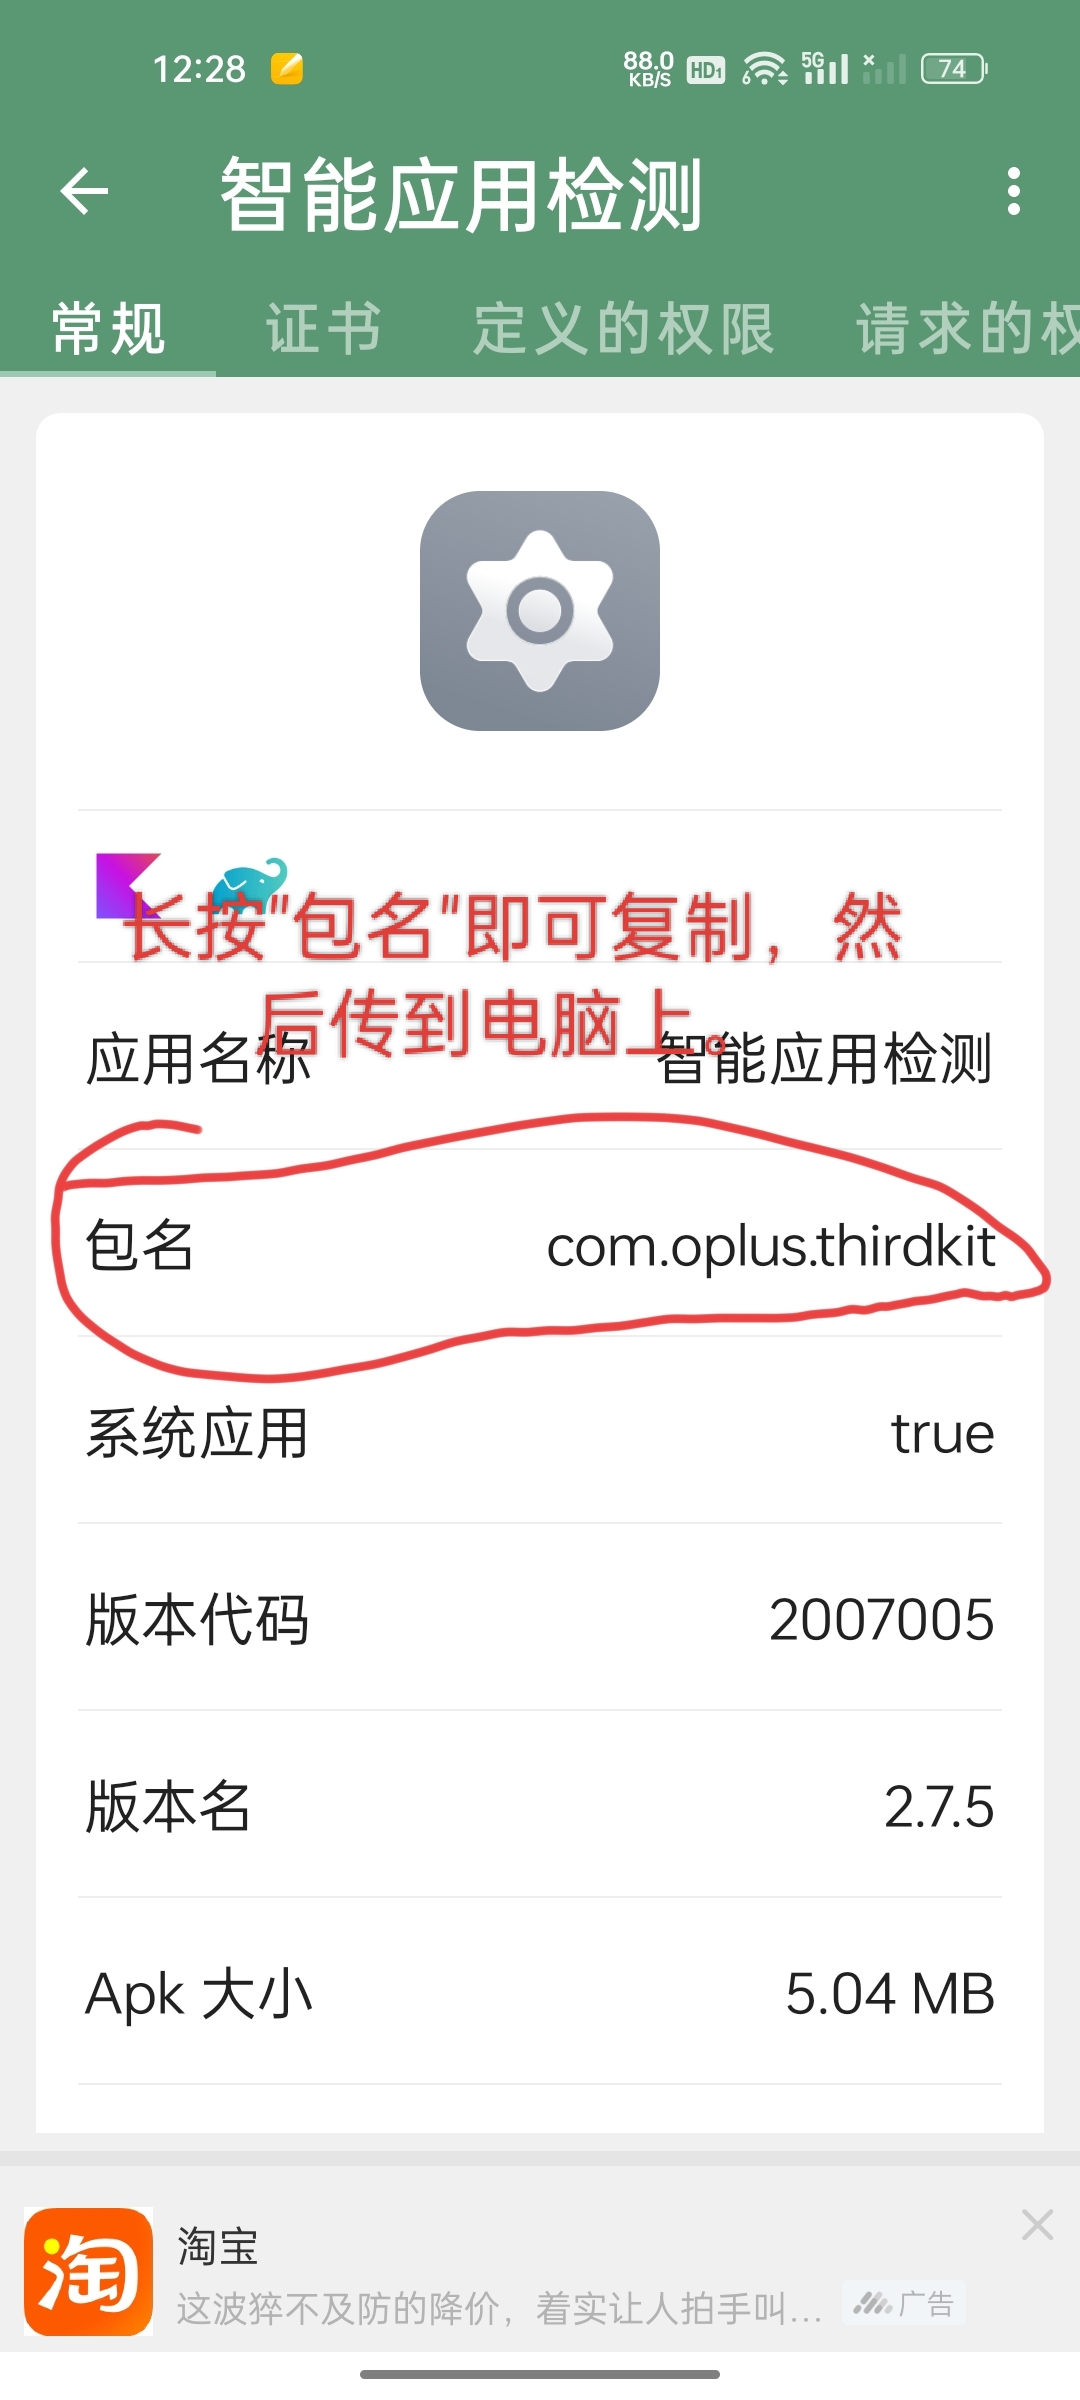 12:28
88.0 KB/S HD1 6 5G 74
智能应用检测
常规 证书 定义的权限 请求的权
长按"包名"即可复制，然
后传到电脑上。
应用名称 智能应用检测
包名 com.oplus.thirdkit
系统应用 true
版本代码 2007005
版本名 2.7.5
Apk 大小 5.04 MB
淘
淘宝
这波猝不及防的降价，着实让人拍手叫... 广告